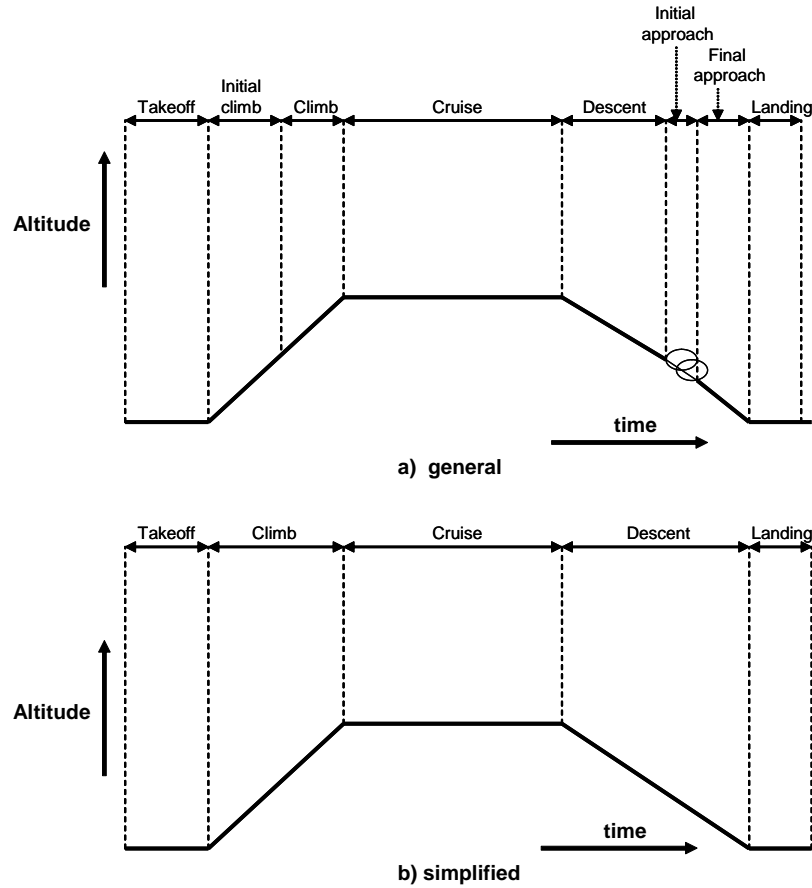 Initial
approach
Final
approach
Takeoff
Initial
climb
Climb
Cruise
Descent
Landing
Altitude
time
a) general
Takeoff
Climb
Cruise
Descent
Landing
Altitude
time
b) simplified